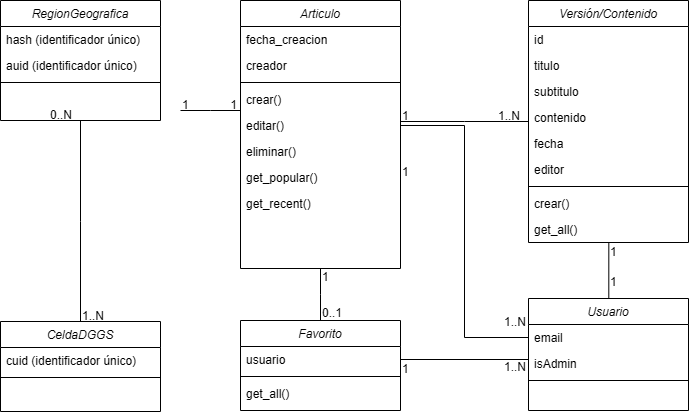 RegionGeografica
hash (identificador único)
auid (identificador único)
0..N
1..N
CeldaDGGS
cuid (identificador único)
1
1
Articulo
fecha_creacion
creador
crear()
editar()
eliminar()
get_popular()
get_recent()
1
1..N
1
1
0..1
Favorito
usuario
get_all()
Versión/Contenido
id
titulo
subtitulo
contenido
fecha
editor
crear()
get_all()
1
1
1..N
Usuario
email
isAdmin
1
1..N